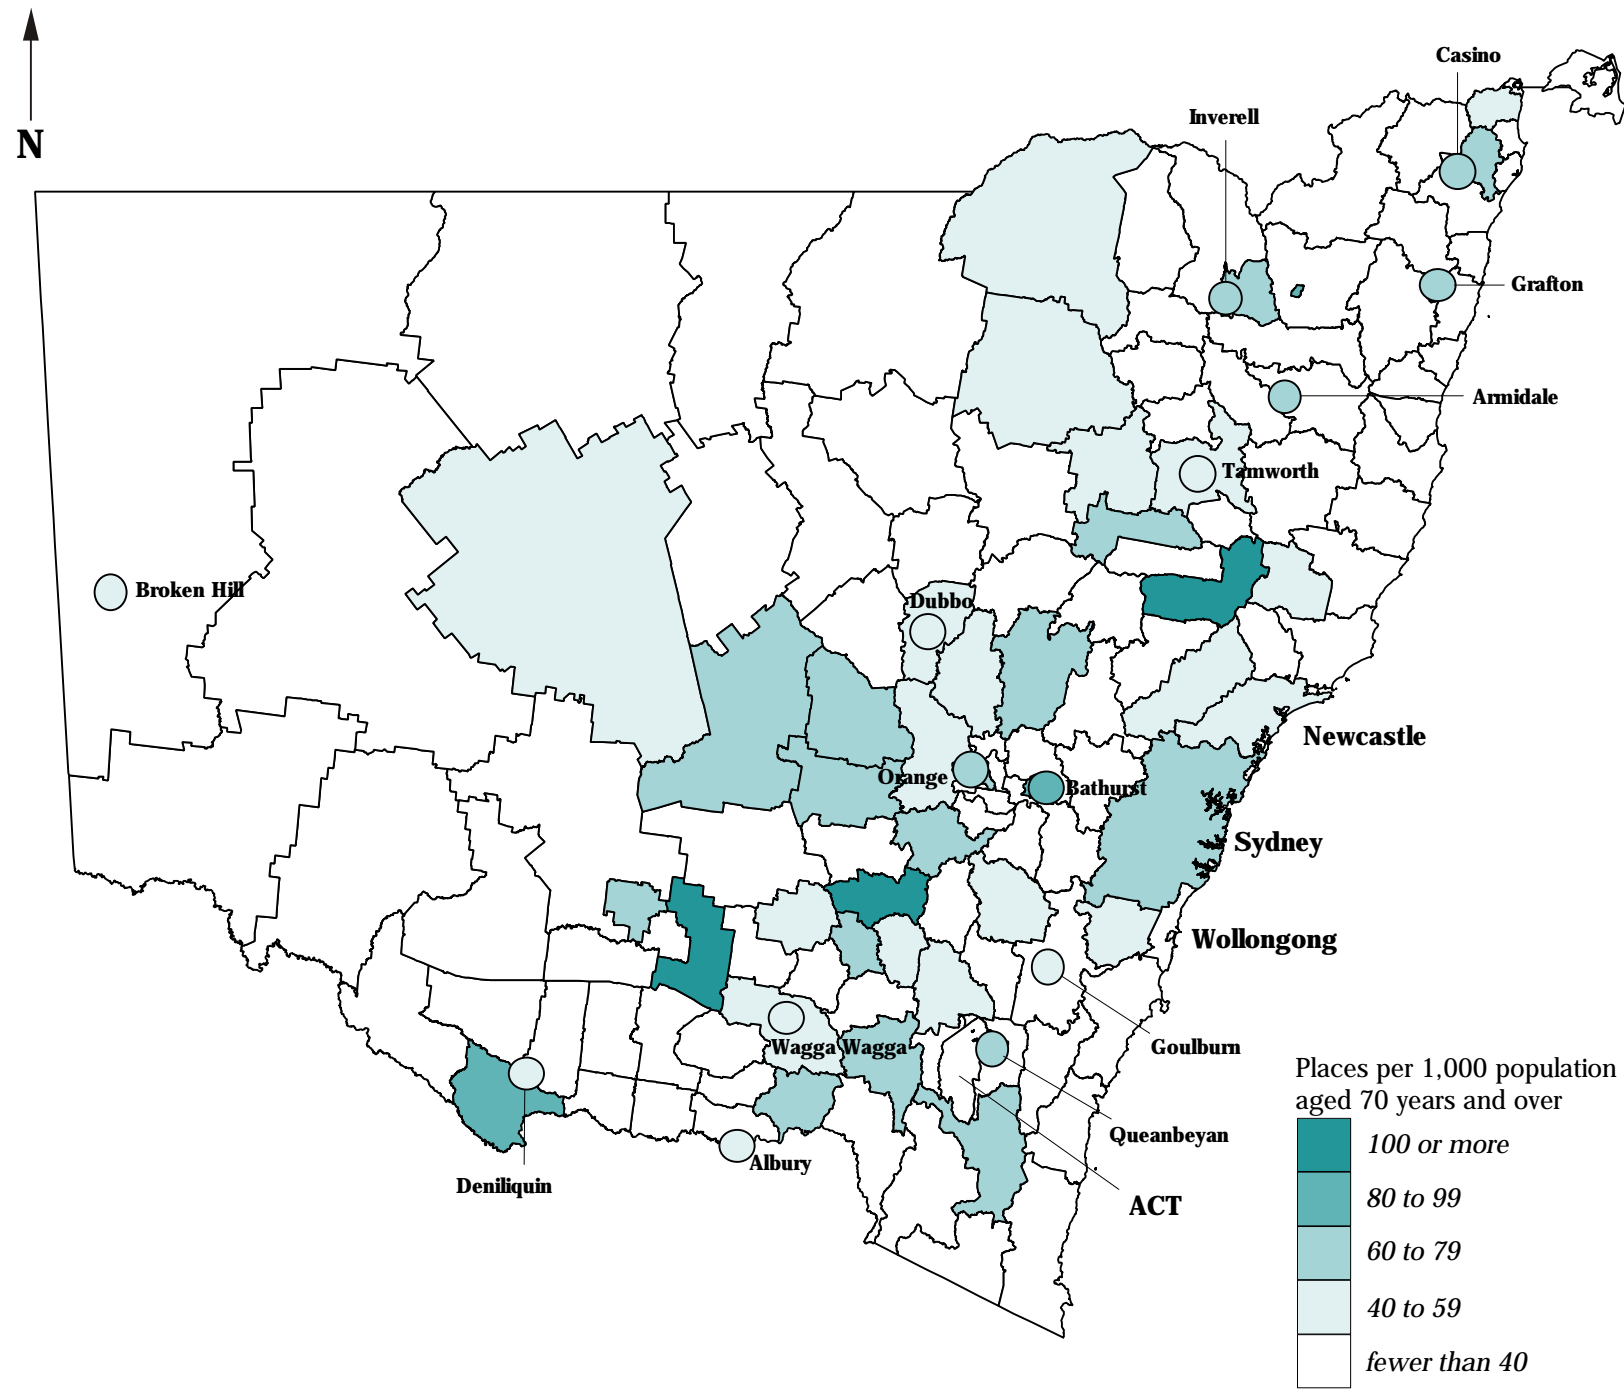 N
Casino
Inverell
Grafton
Armidale
Tamworth
Broken Hill
Dubbo
Newcastle
Orange
Bathurst
Sydney
Wollongong
Wagga Wagga
Goulburn
Queanbeyan
Albury
Deniliquin
ACT
Places per 1,000 population
aged 70 years and over
100 or more
80 to 99
60 to 79
40 to 59
fewer than 40